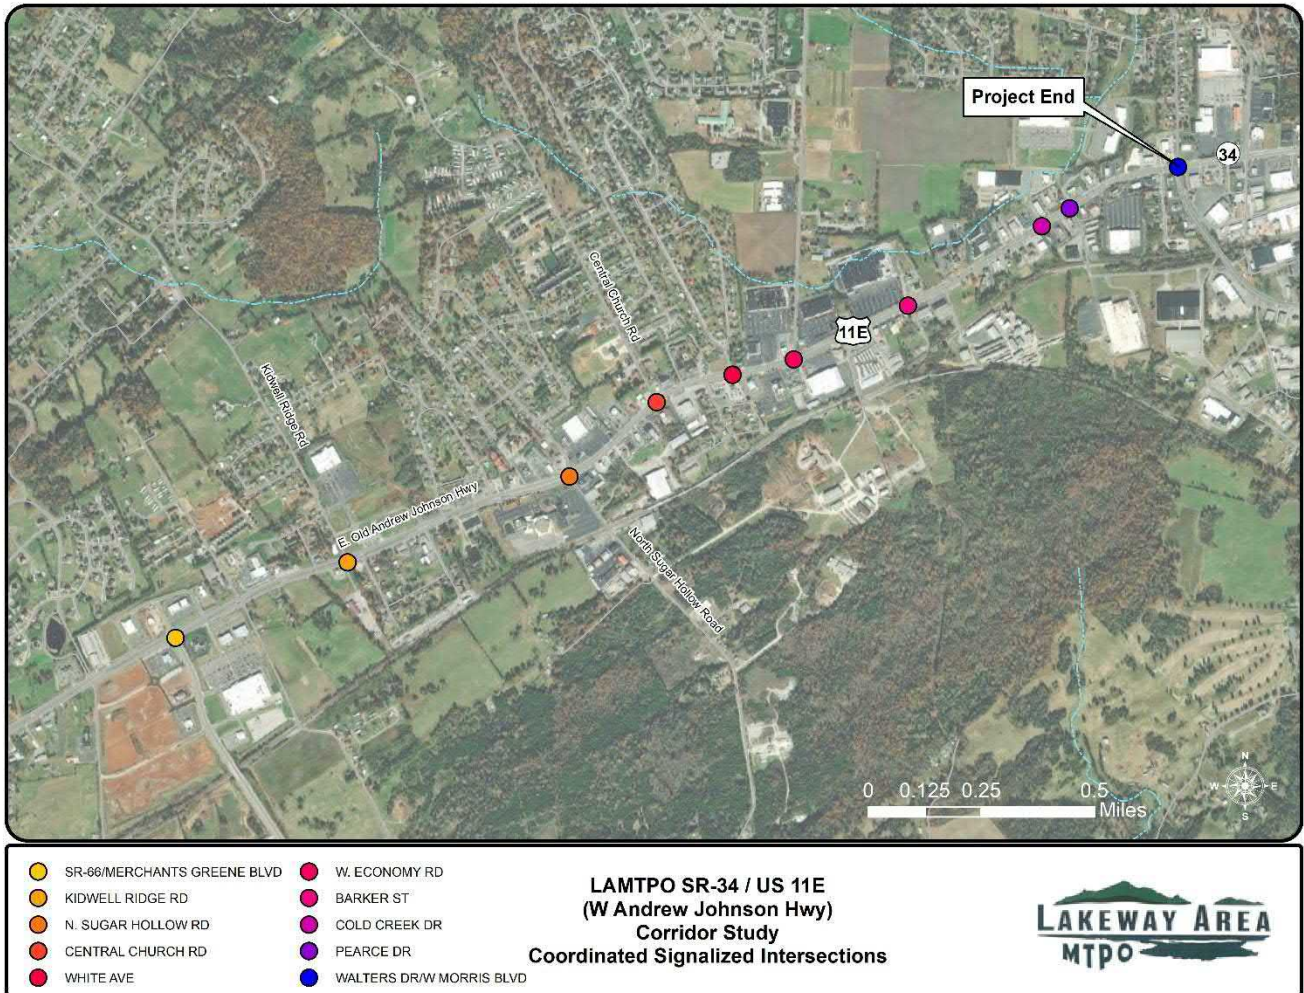 Project End
34
Central Church Rd
11E
Kidwell Ridge Rd
E. Old Andrew Johnson Hwy
North Sugar Hollow Road
N
W E
S
0 0.125 0.25 0.5
Miles
SR-66/MERCHANTS GREENE BLVD
KIDWELL RIDGE RD
N. SUGAR HOLLOW RD
CENTRAL CHURCH RD
WHITE AVE
W. ECONOMY RD
BARKER ST
COLD CREEK DR
PEARCE DR
WALTERS DR/W MORRIS BLVD
LAMTPO SR-34 / US 11E
(W Andrew Johnson Hwy)
Corridor Study
Coordinated Signalized Intersections
LAKEWAY AREA
MTPO